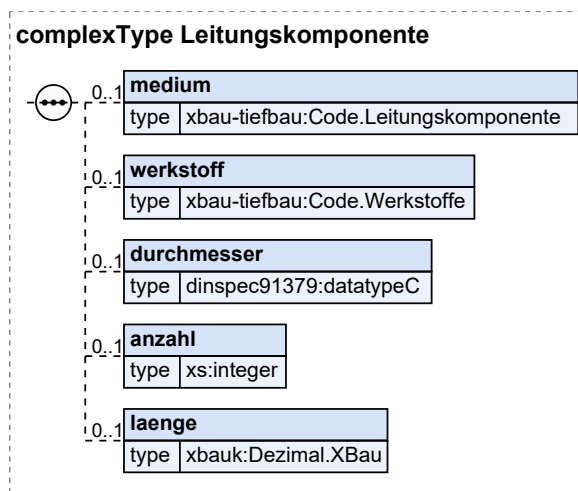 complexType Leitungskomponente
0..1 medium
type xbau-tiefbau:Code.Leitungskomponente
0..1 werkstoff
type xbau-tiefbau:Code.Werkstoffe
0..1 durchmesser
type dinspec91379:datatypeC
0..1 anzahl
type xs:integer
0..1 laenge
type xbauk:Dezimal.XBau